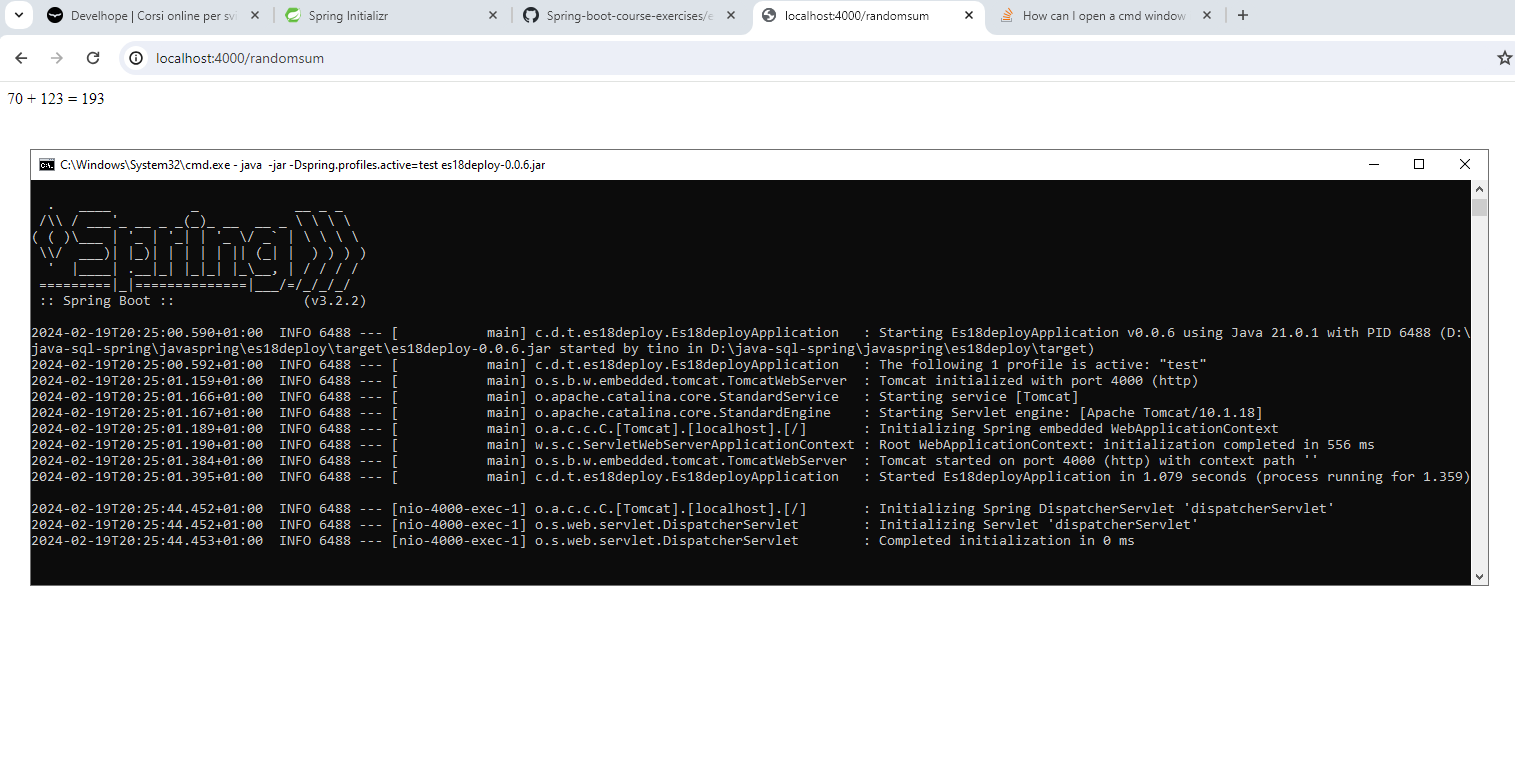 Develhope | Corsi online per sv
Spring Initializr
Spring-boot-course-exercises/e
localhost:4000/randomsum
How can I open a cmd window
localhost:4000/randomsum
70 + 123 = 193
C:\Windows\System32\cmd.exe - java  -jar -Dspring.profiles.active=test es18deploy-0.0.6.jar
  .   ____          _            __ _ _
 /\\ / ___'_ __ _ _(_)_ __  __ _ \ \ \ \
( ( )\___ | '_ | '_| | '_ \/ _` | \ \ \ \
 \\/  ___)| |_)| | | | | || (_| |  ) ) ) )
  '  |____| .__|_| |_|_| |_\__, | / / / /
 =========|_|==============|___/=/_/_/_/
 :: Spring Boot ::                (v3.2.2)
2024-02-19T20:25:00.590+01:00  INFO 6488 --- [           main] c.d.t.es18deploy.Es18deployApplication   : Starting Es18deployApplication v0.0.6 using Java 21.0.1 with PID 6488 (D:\
java-sql-spring\javaspring\es18deploy\target\es18deploy-0.0.6.jar started by tino in D:\java-sql-spring\javaspring\es18deploy\target)
2024-02-19T20:25:00.592+01:00  INFO 6488 --- [           main] c.d.t.es18deploy.Es18deployApplication   : The following 1 profile is active: "test"
2024-02-19T20:25:01.159+01:00  INFO 6488 --- [           main] o.s.b.w.embedded.tomcat.TomcatWebServer  : Tomcat initialized with port 4000 (http)
2024-02-19T20:25:01.166+01:00  INFO 6488 --- [           main] o.apache.catalina.core.StandardService   : Starting service [Tomcat]
2024-02-19T20:25:01.167+01:00  INFO 6488 --- [           main] o.apache.catalina.core.StandardEngine    : Starting Servlet engine: [Apache Tomcat/10.1.18]
2024-02-19T20:25:01.189+01:00  INFO 6488 --- [           main] o.a.c.c.C.[Tomcat].[localhost].[/]       : Initializing Spring embedded WebApplicationContext
2024-02-19T20:25:01.190+01:00  INFO 6488 --- [           main] w.s.c.ServletWebServerApplicationContext : Root WebApplicationContext: initialization completed in 556 ms
2024-02-19T20:25:01.384+01:00  INFO 6488 --- [           main] o.s.b.w.embedded.tomcat.TomcatWebServer  : Tomcat started on port 4000 (http) with context path ''
2024-02-19T20:25:01.395+01:00  INFO 6488 --- [           main] c.d.t.es18deploy.Es18deployApplication   : Started Es18deployApplication in 1.079 seconds (process running for 1.359)
2024-02-19T20:25:44.452+01:00  INFO 6488 --- [nio-4000-exec-1] o.a.c.c.C.[Tomcat].[localhost].[/]       : Initializing Spring DispatcherServlet 'dispatcherServlet'
2024-02-19T20:25:44.452+01:00  INFO 6488 --- [nio-4000-exec-1] o.s.web.servlet.DispatcherServlet        : Initializing Servlet 'dispatcherServlet'
2024-02-19T20:25:44.453+01:00  INFO 6488 --- [nio-4000-exec-1] o.s.web.servlet.DispatcherServlet        : Completed initialization in 0 ms